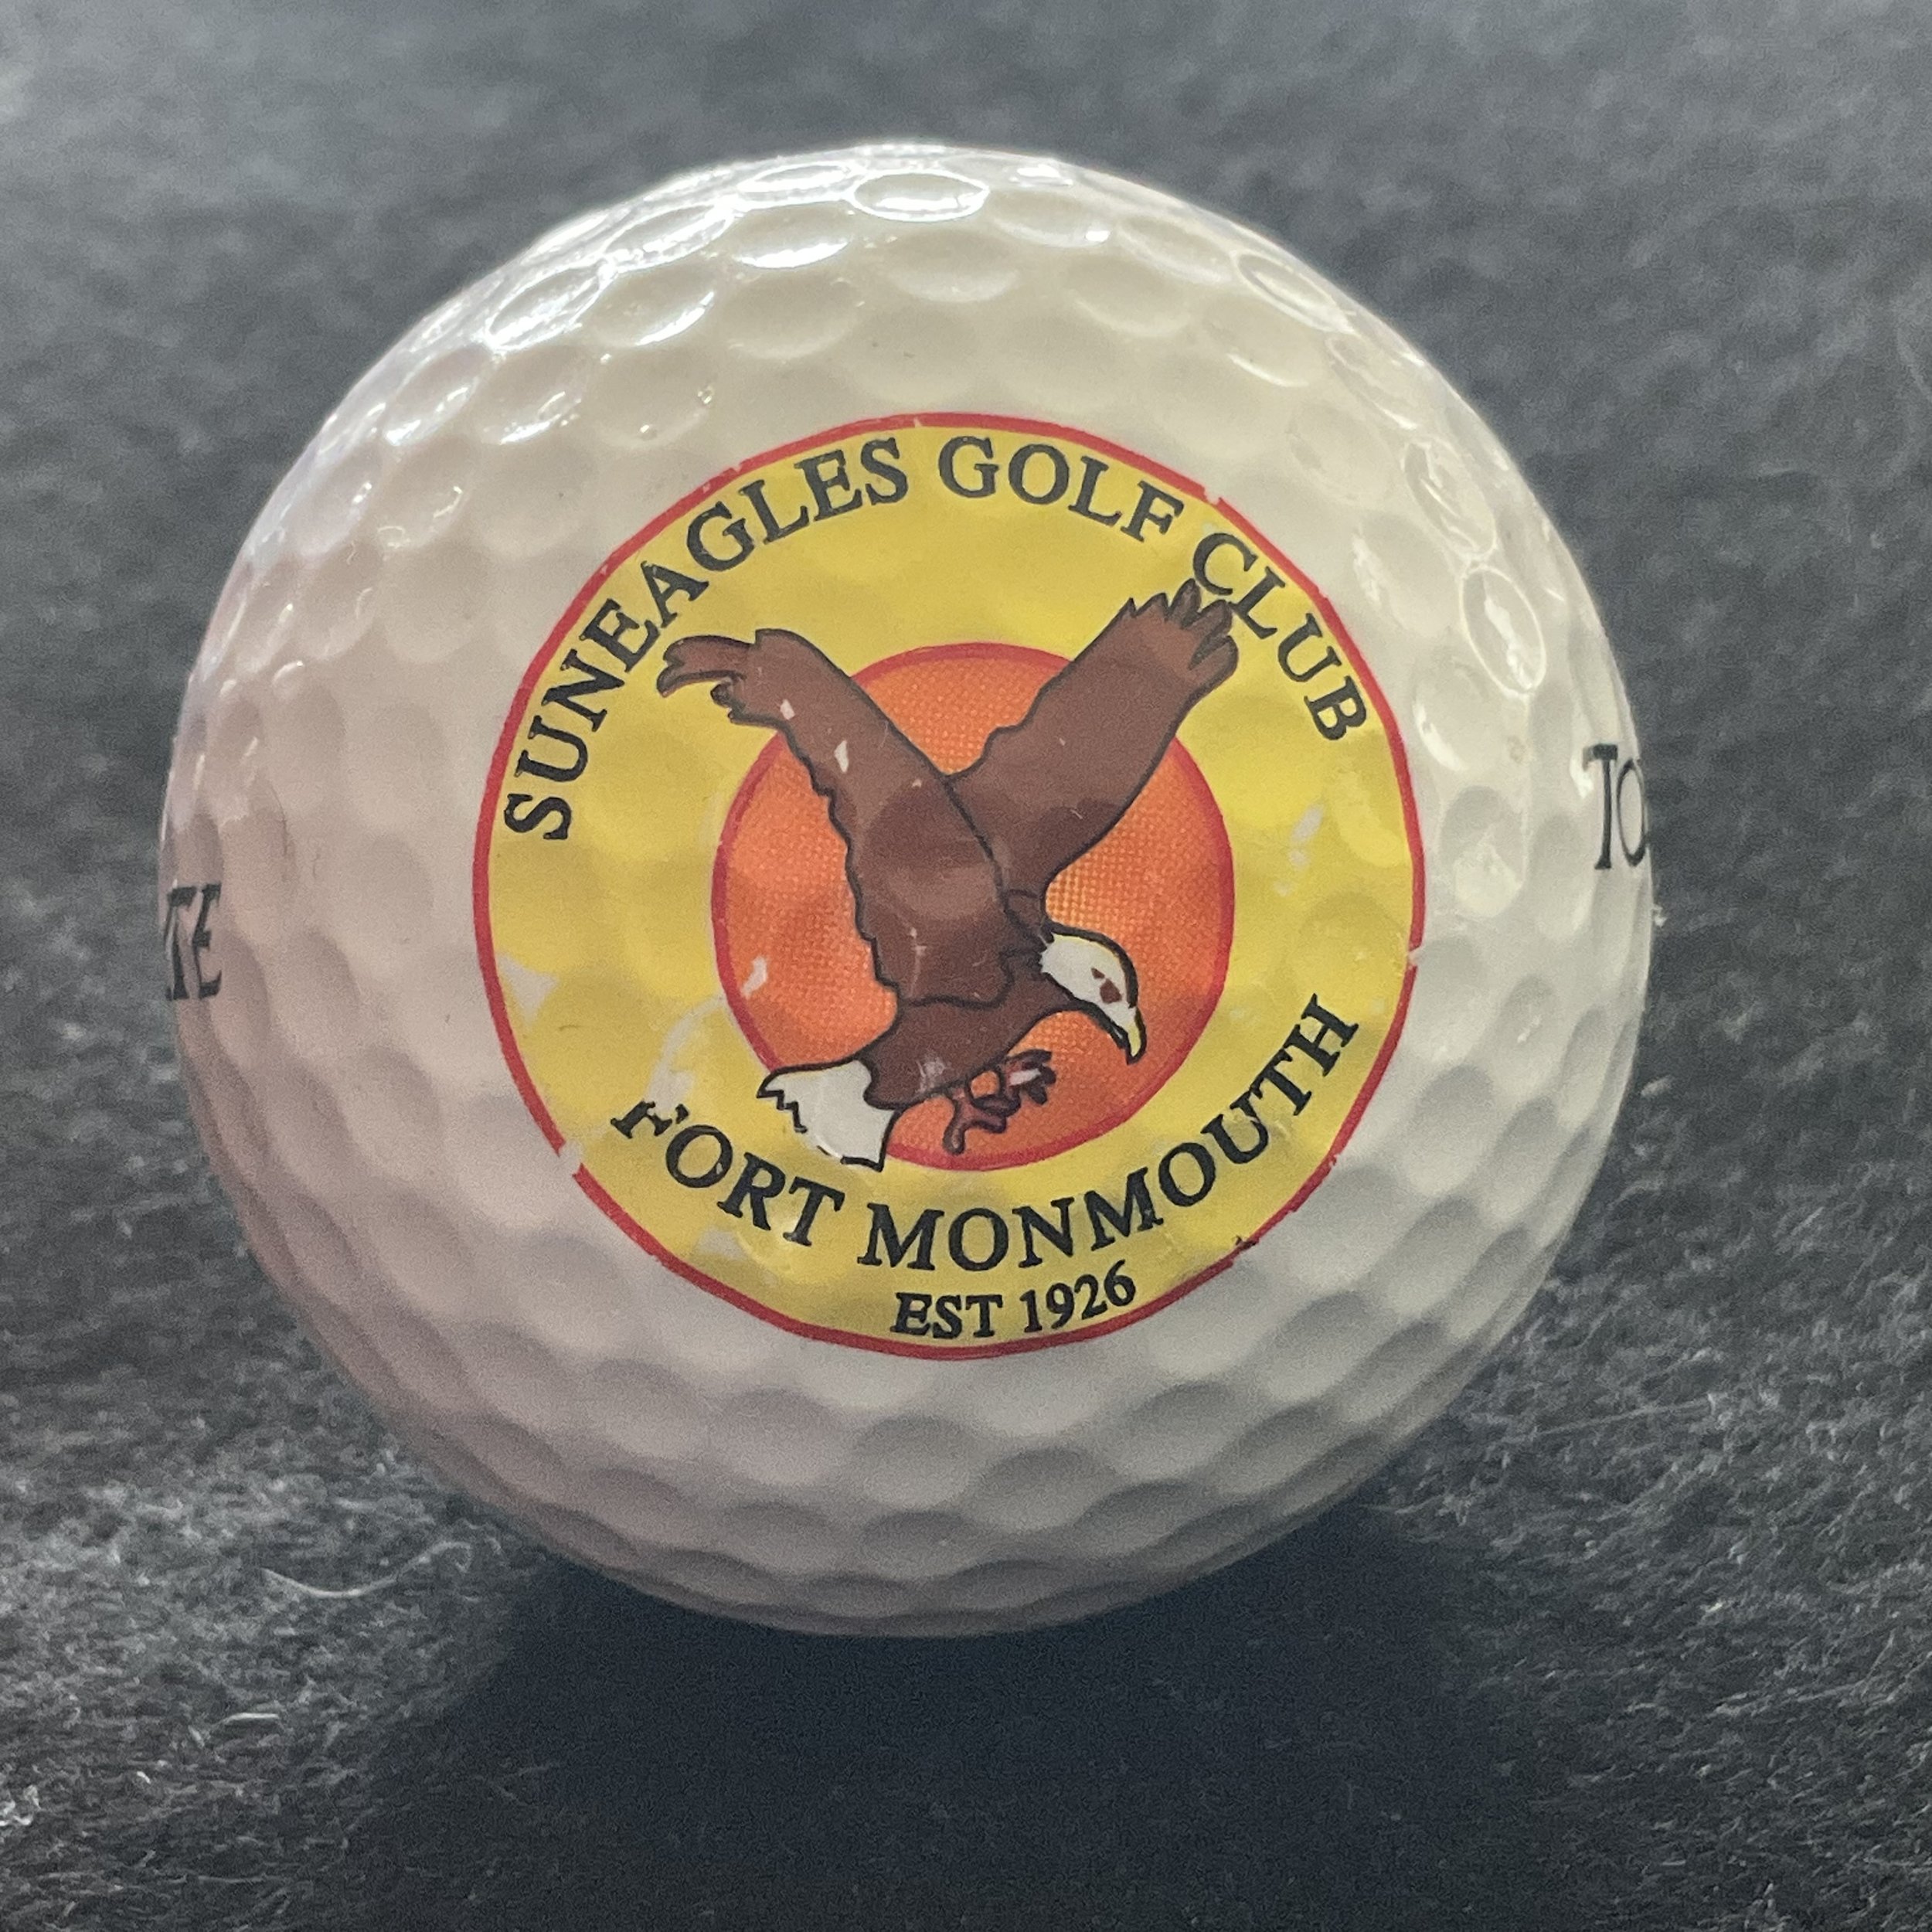 SUNEAGLES GOLF CLUB
FORT MONMOUTH
EST 1926